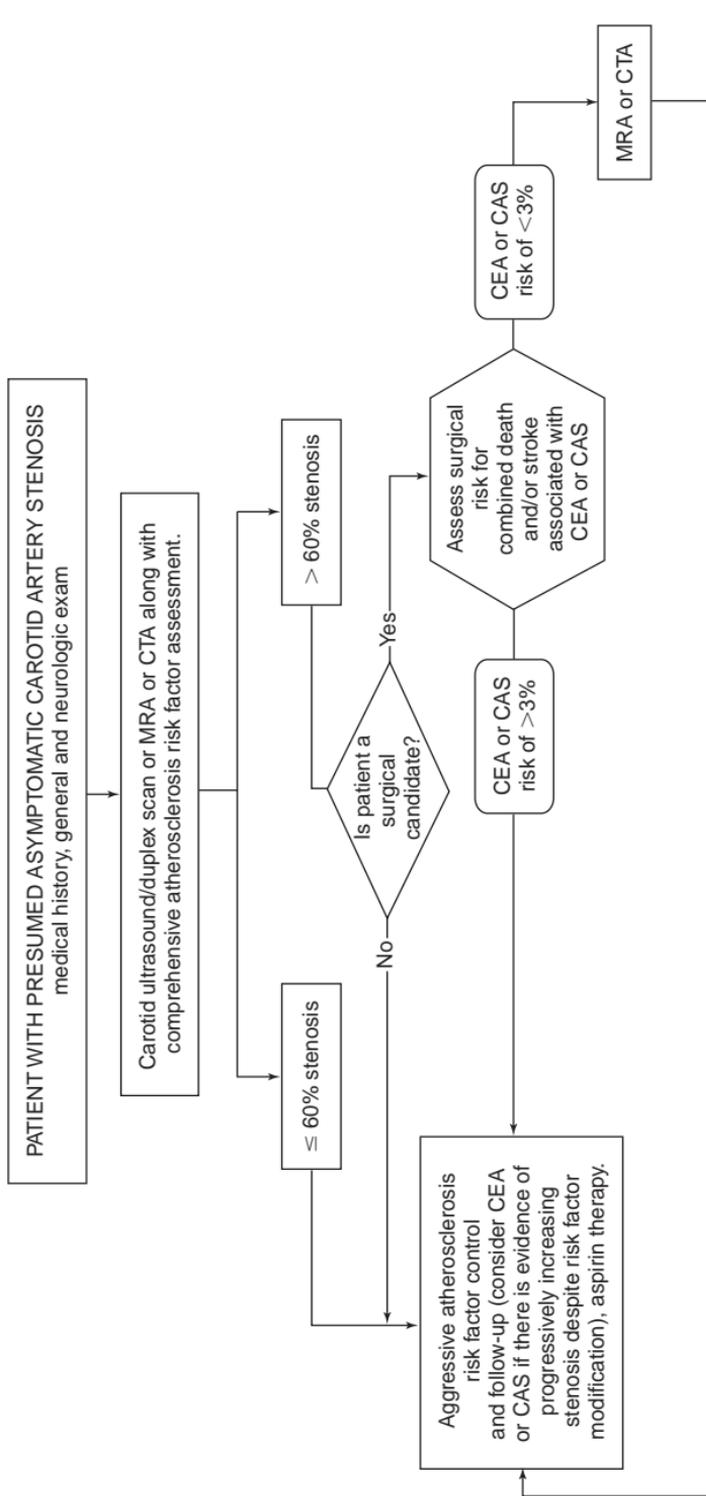 PATIENT WITH PRESUMED ASYMPTOMATIC CAROTID ARTERY STENOSIS
medical history, general and neurologic exam
Carotid ultrasound/duplex scan or MRA or CTA along with
comprehensive atherosclerosis risk factor assessment.
≤ 60% stenosis
> 60% stenosis
Is patient a
surgical
candidate?
No
Yes
Aggressive atherosclerosis
risk factor control
and follow-up (consider CEA
or CAS if there is evidence of
progressively increasing
stenosis despite risk factor
modification), aspirin therapy.
CEA or CAS
risk of >3%
Assess surgical
risk for
combined death
and/or stroke
associated with
CEA or CAS
CEA or CAS
risk of <3%
MRA or CTA